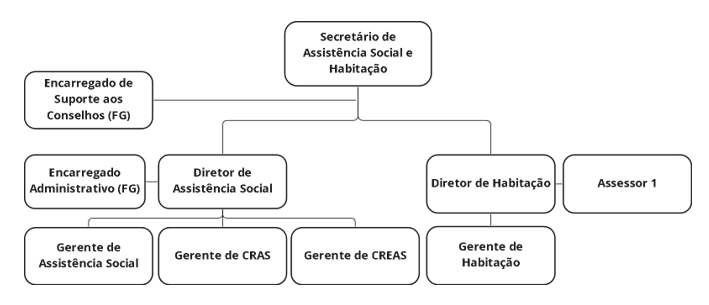 Secretário de
Assistência Social e
Habitação
Encarregado de
Suporte aos
Conselhos (FG)
Encarregado
Administrativo (FG)
Diretor de
Assistência Social
Diretor de Habitação
Assessor 1
Gerente de
Assistência Social
Gerente de CRAS
Gerente de CREAS
Gerente de
Habitação